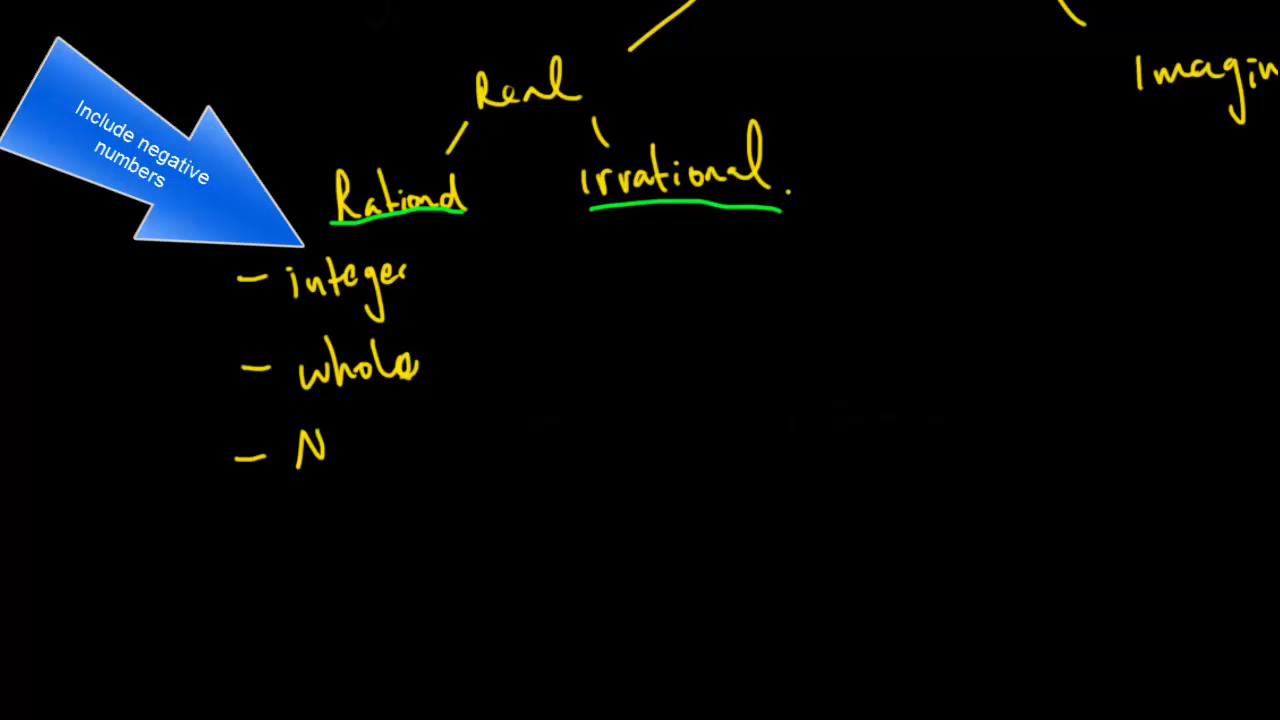 Real
Imagin
Include negative
numbers
Rational
irrational.
- integer
- whole
- N